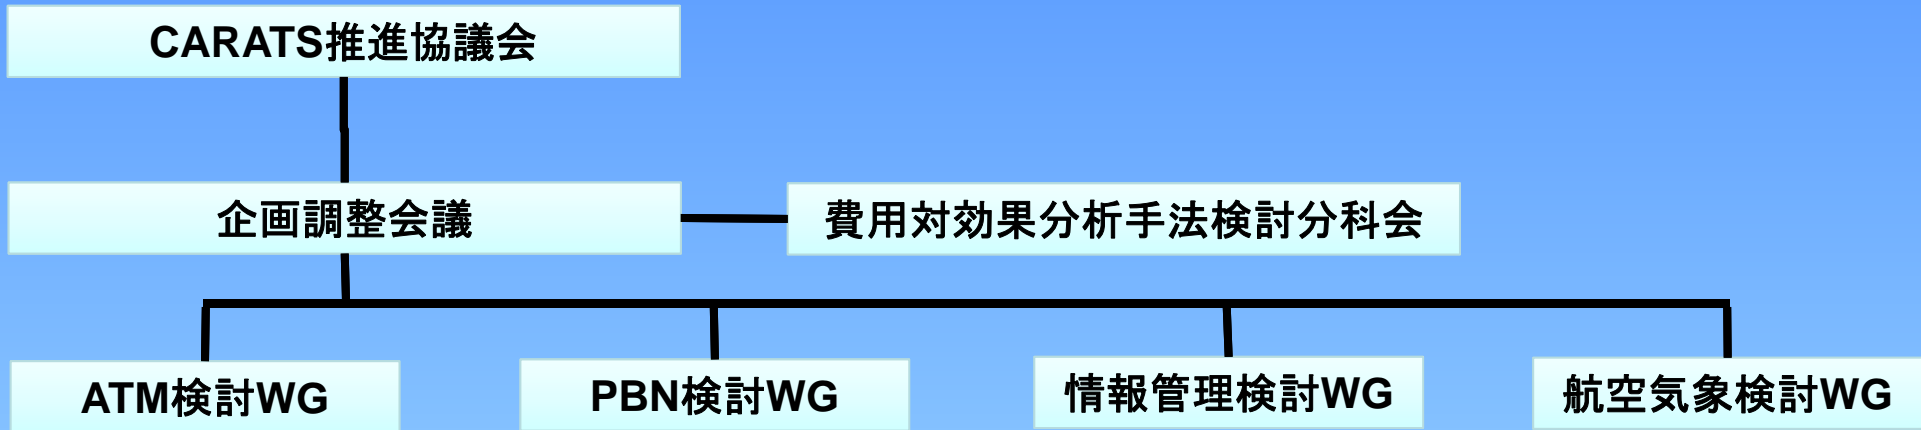 CARATS推進協議会
企画調整会議
費用対効果分析手法検討分科会
ATM検討WG
PBN検討WG
情報管理検討WG
航空気象検討WG